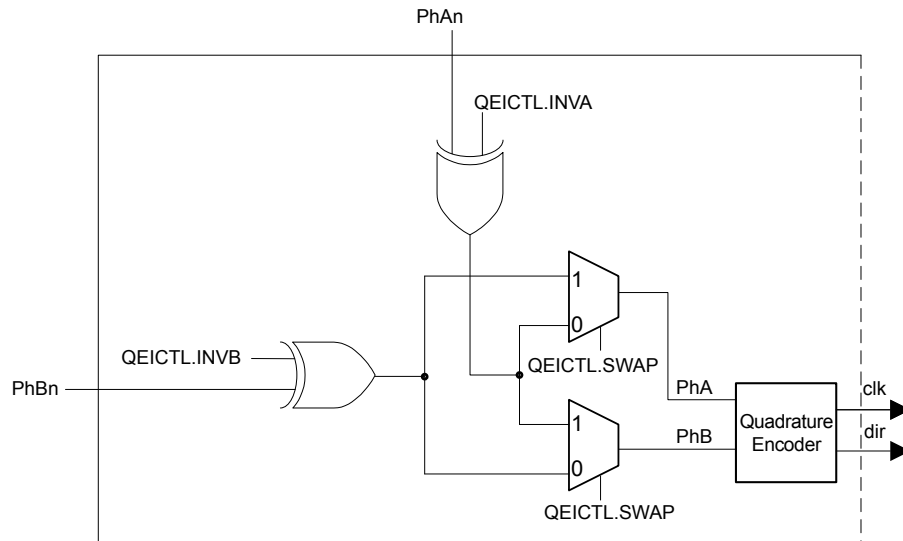 PhAn
QEICTL.INVA
1
0
QEICTL.INVB
QEICTL.SWAP
PhBn
PhA
clk
1
Quadrature
Encoder
dir
PhB
0
QEICTL.SWAP